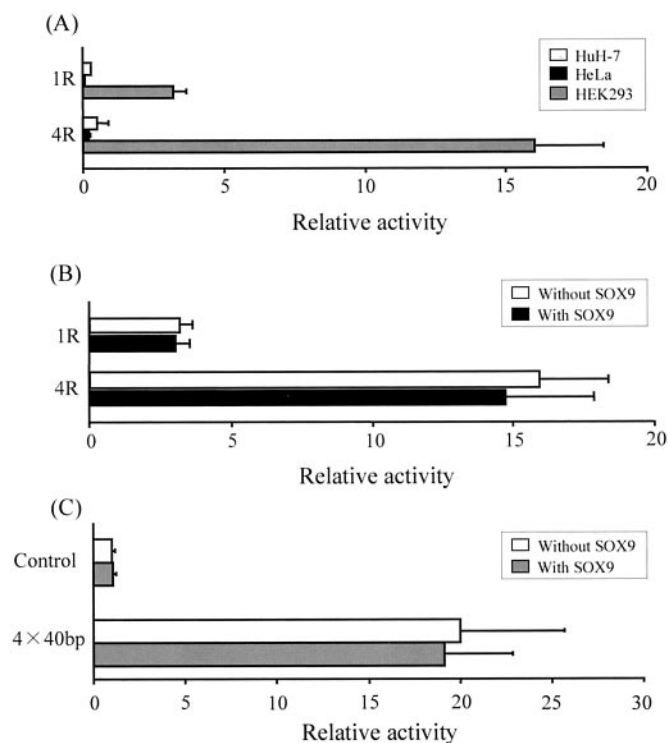 (A)
HuH-7
HeLa
HEK293
1R
4R
0 5 10 15 20
Relative activity
(B)
Without SOX9
With SOX9
1R
4R
0 5 10 15 20
Relative activity
(C)
Without SOX9
With SOX9
Control
4×40bp
0 5 10 15 20 25 30
Relative activity